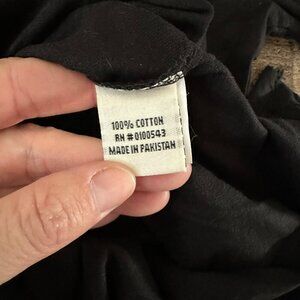 100% COTTON
RN #0100543
MADE IN PAKISTAN